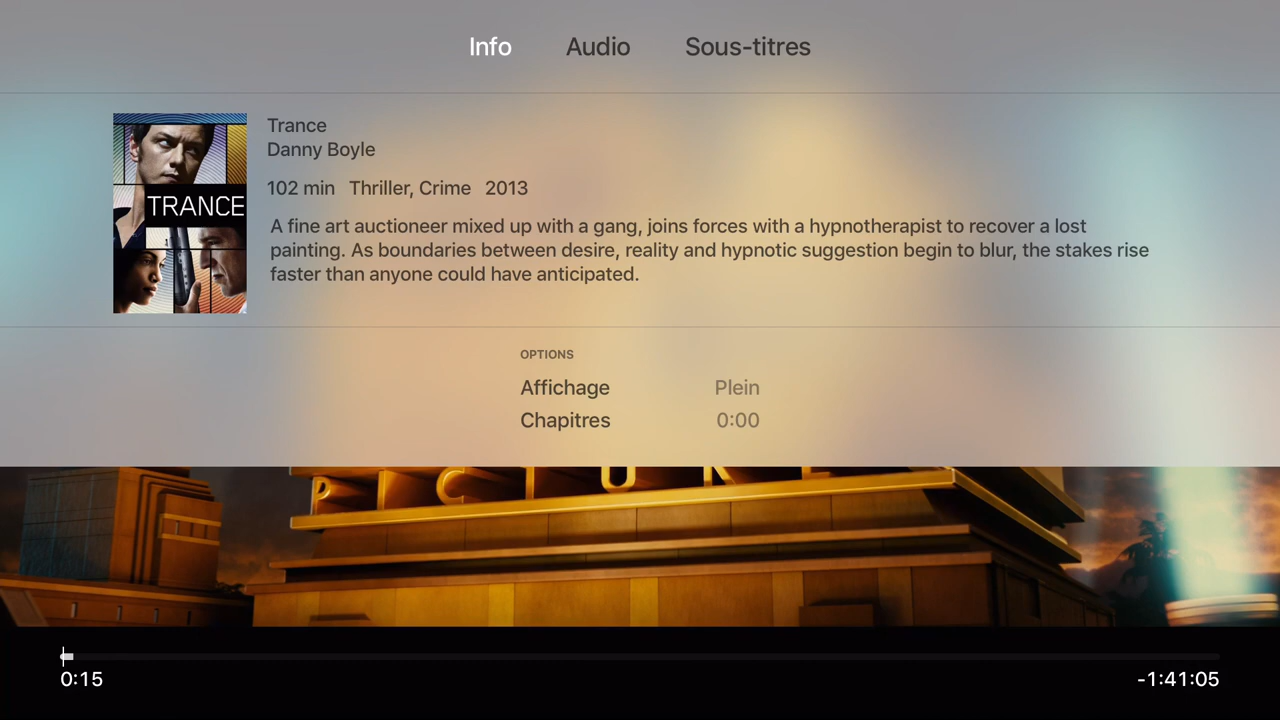 Info Audio Sous-titres
Trance
Danny Boyle
102 min Thriller, Crime 2013
TRANCE
A fine art auctioneer mixed up with a gang, joins forces with a hypnotherapist to recover a lost
painting. As boundaries between desire, reality and hypnotic suggestion begin to blur, the stakes rise
faster than anyone could have anticipated.
OPTIONS
Affichage Plein
Chapitres 0:00
0:15 -1:41:05